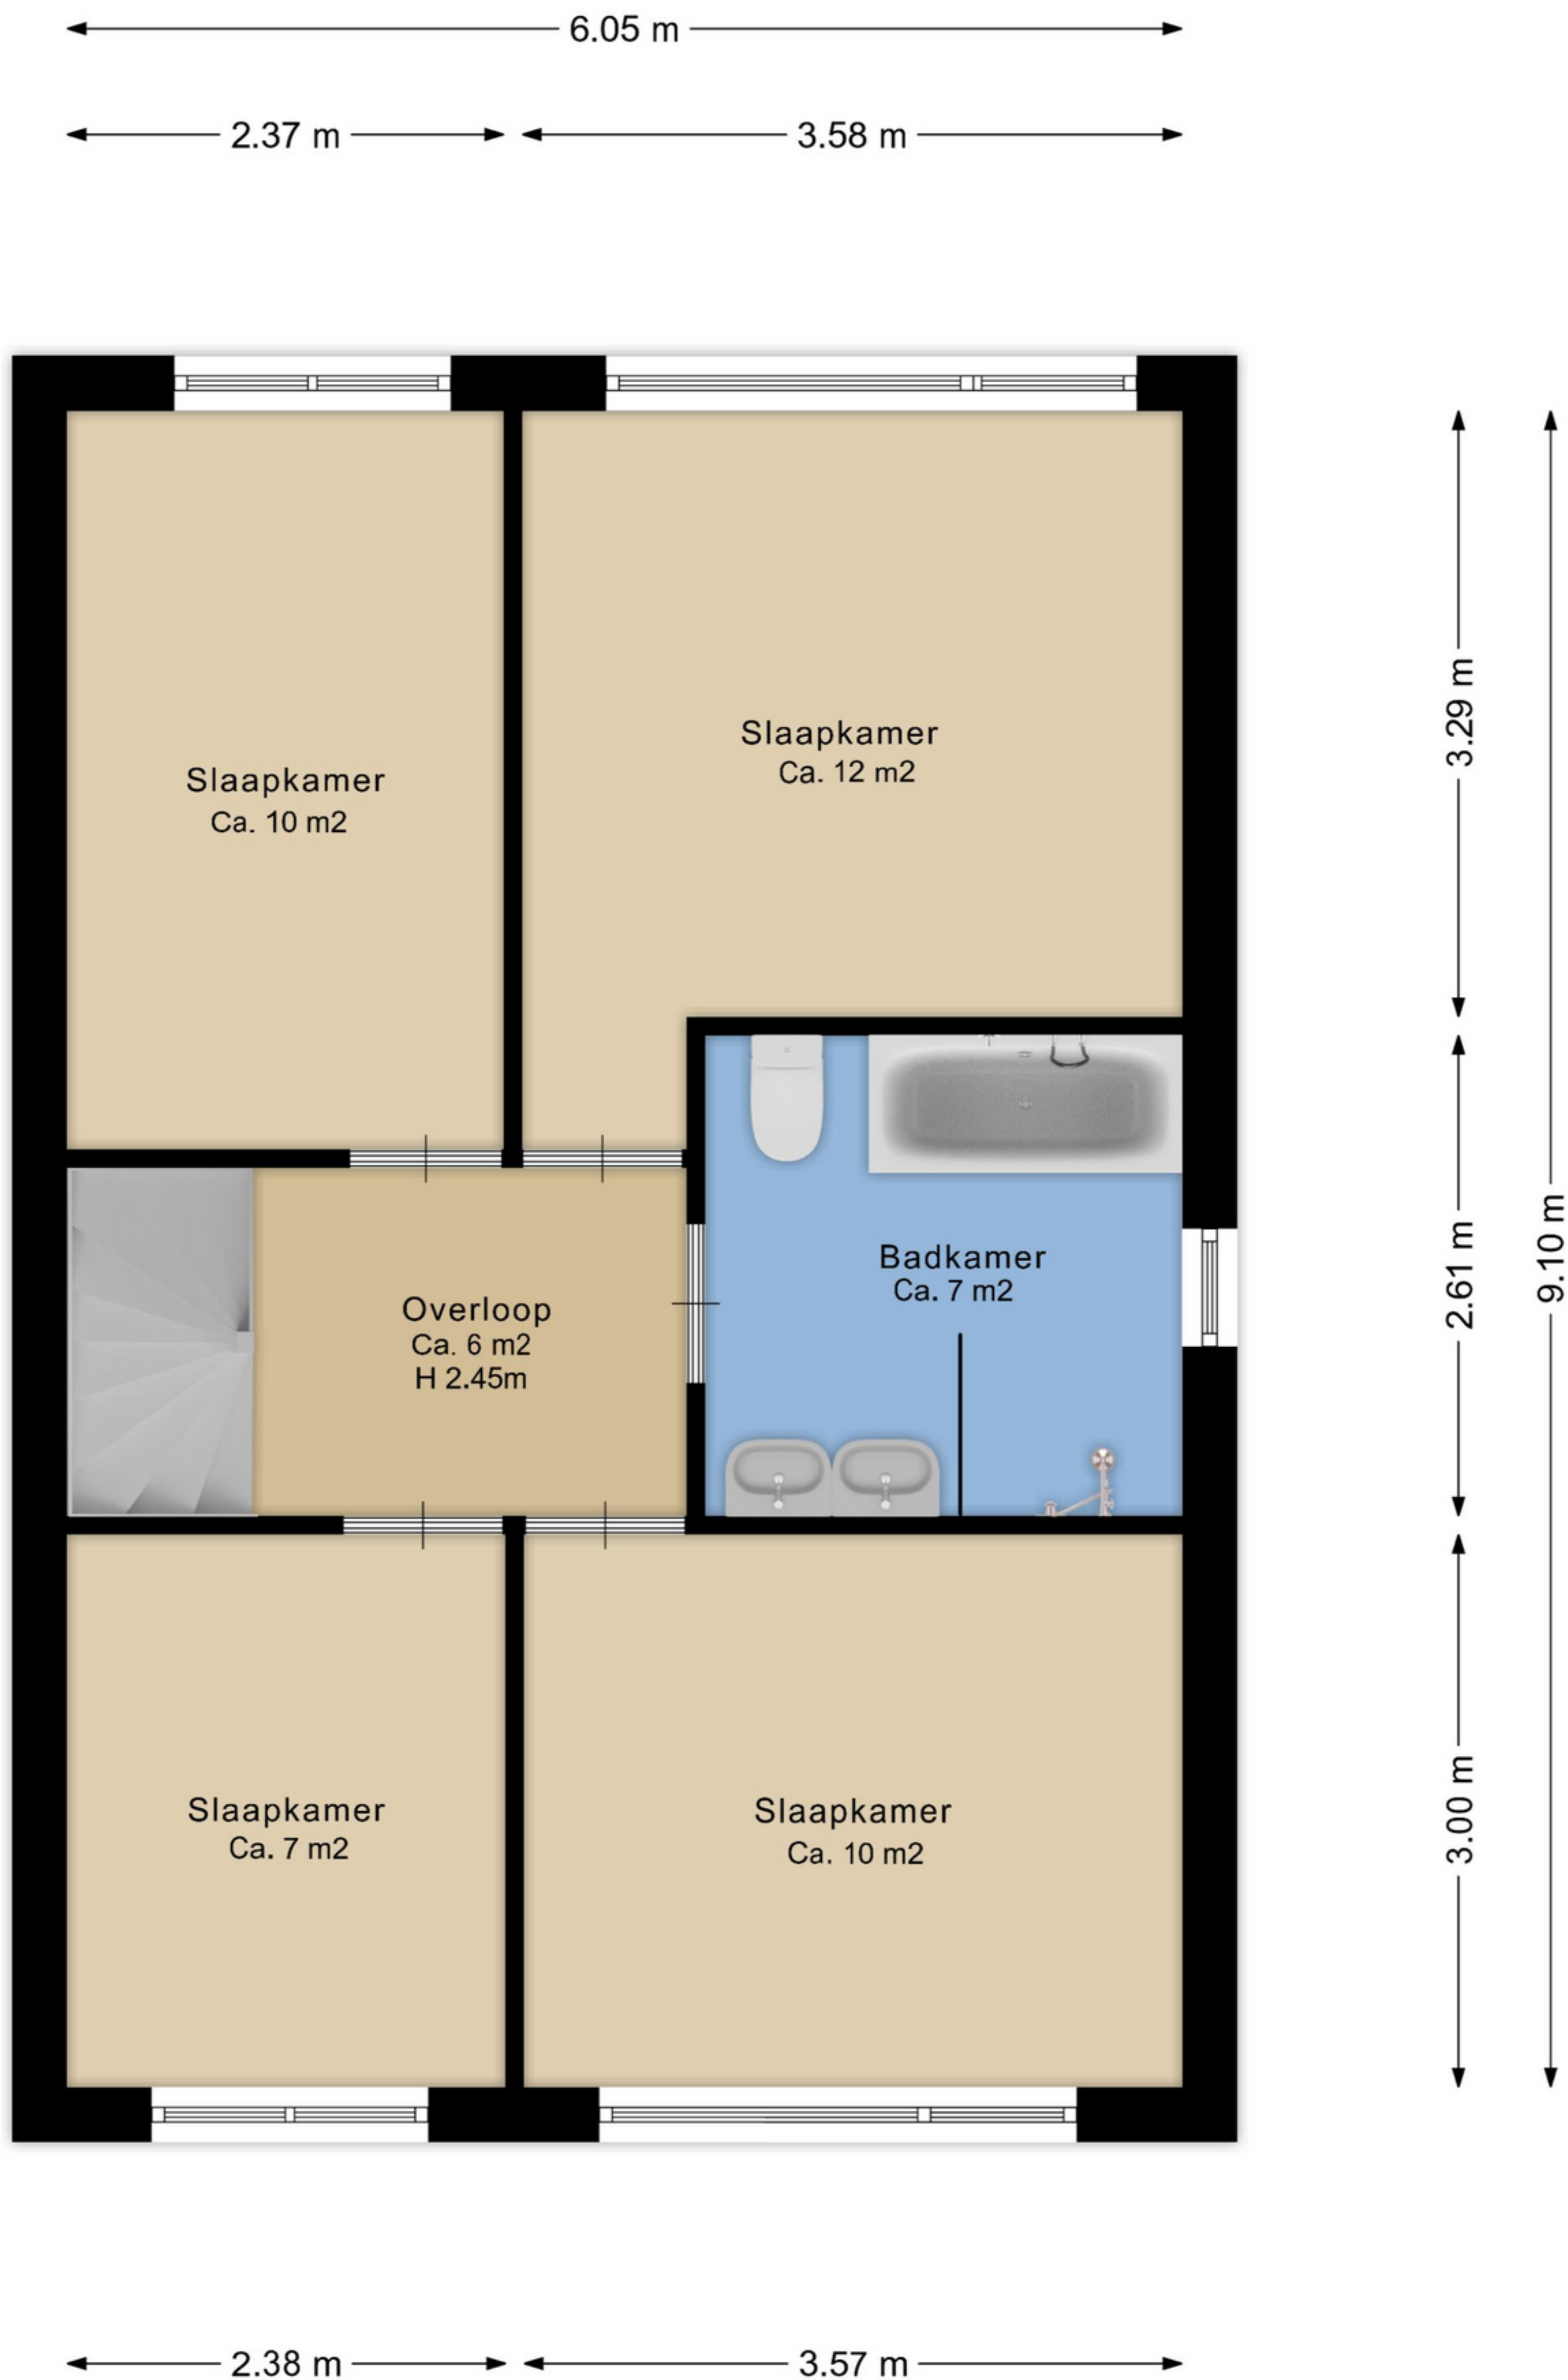 6.05 m
2.37 m
3.58 m
Slaapkamer
Ca. 10 m2
Slaapkamer
Ca. 12 m2
3.29 m
Badkamer
Ca. 7 m2
Overloop
Ca. 6 m2
H 2.45m
2.61 m
9.10 m
Slaapkamer
Ca. 7 m2
Slaapkamer
Ca. 10 m2
3.00 m
2.38 m
3.57 m